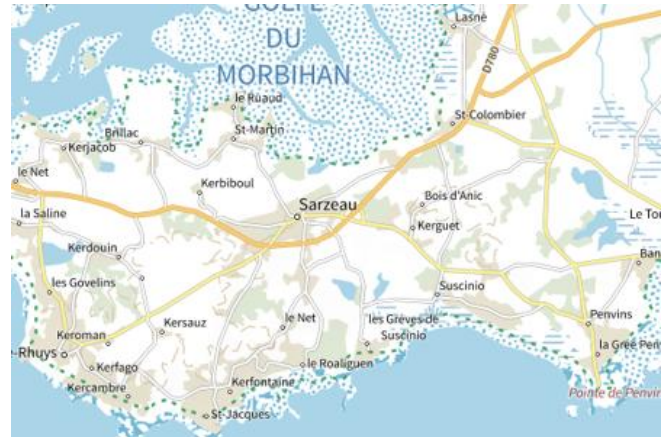 GOLFE
DU
MORBIHAN
Lasné
D780
le Ruaud
St-Colombier
St-Martin
Brillac
Kerjacob
le Net
Kerbiboul
Bois d'Anic
Sarzeau
la Saline
Kerguet
Le Tou
Kerdouin
Ban
les Govelins
Suscinio
Kersauz
le Net
les Grèves de
Suscinio
Penvins
Keroman
-Rhuys
la Grée Penv
Kerfago
le Roaliguen
Kercambre
Kerfontaine
Pointe de Penvins
St-Jacques